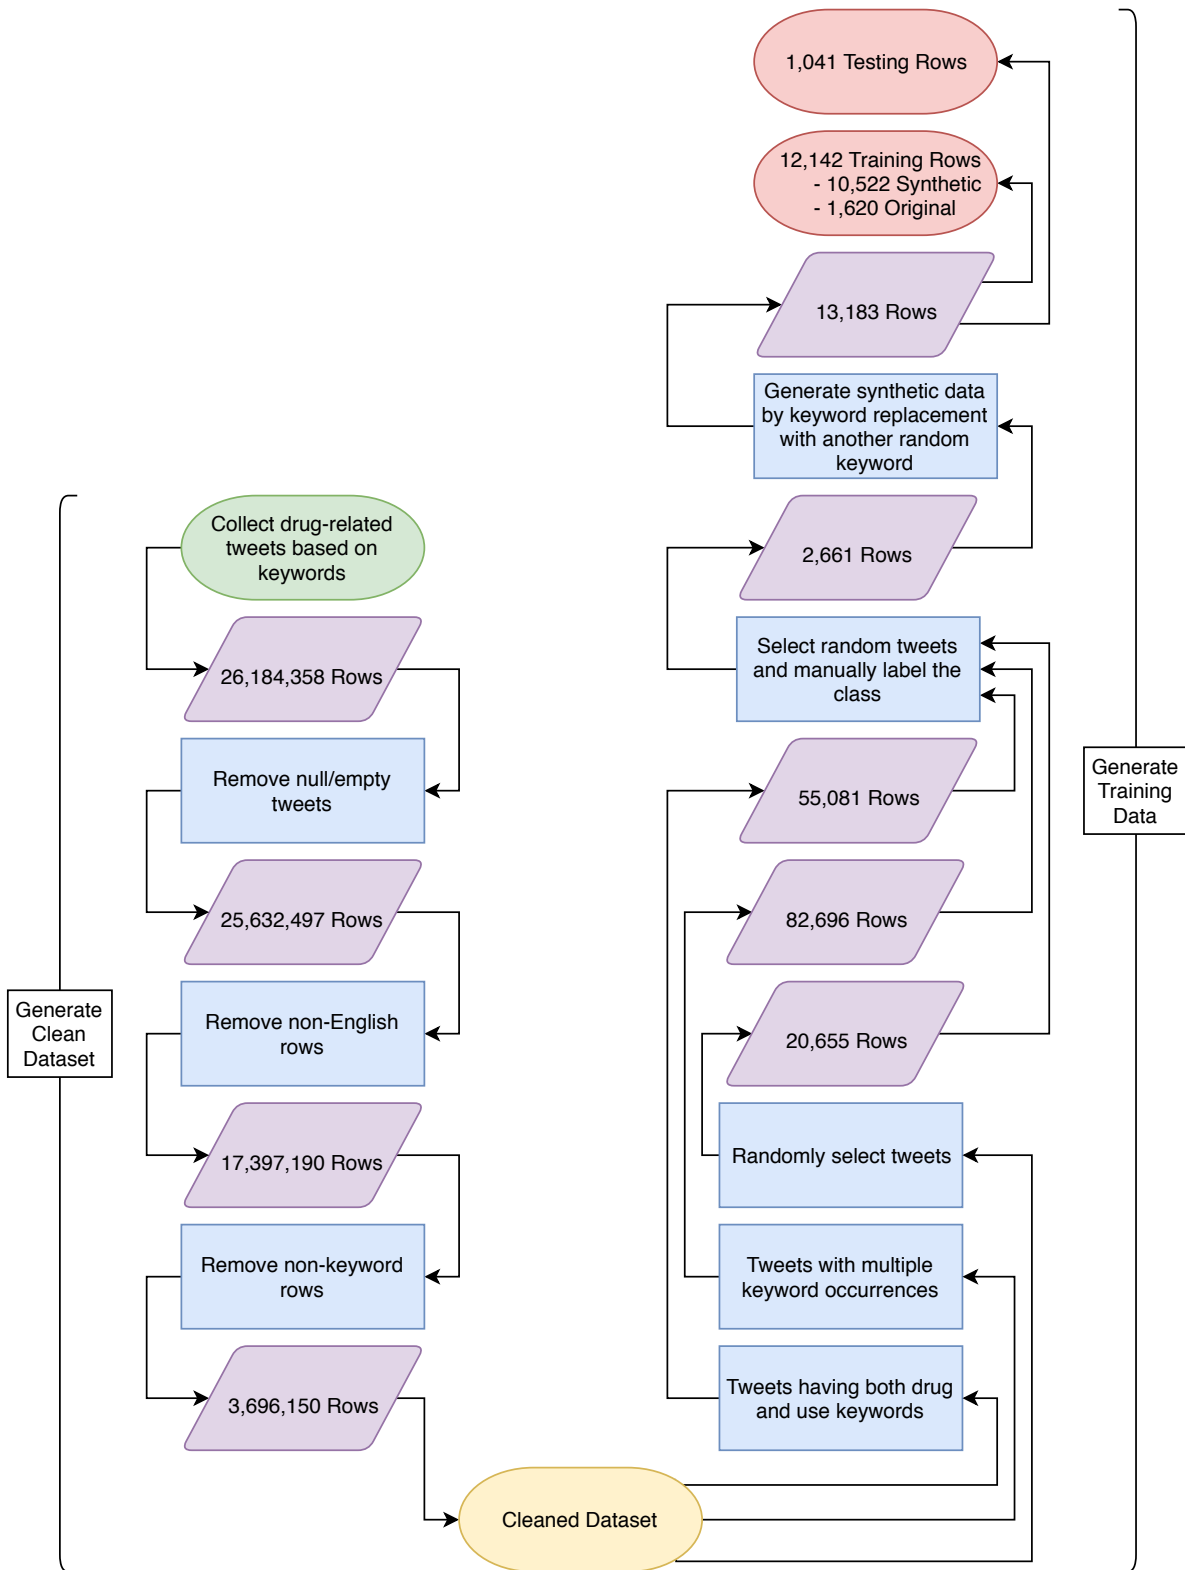 1,041 Testing Rows
12,142 Training Rows
- 10,522 Synthetic
- 1,620 Original
13,183 Rows
Generate synthetic data
by keyword replacement
with another random
keyword
2,661 Rows
Select random tweets
and manually label the
class
55,081 Rows
82,696 Rows
20,655 Rows
Randomly select tweets
Tweets with multiple
keyword occurrences
Tweets having both drug
and use keywords
Generate
Training
Data
Collect drug-related
tweets based on
keywords
26,184,358 Rows
Remove null/empty
tweets
25,632,497 Rows
Remove non-English
rows
17,397,190 Rows
Remove non-keyword
rows
3,696,150 Rows
Generate
Clean
Dataset
Cleaned Dataset